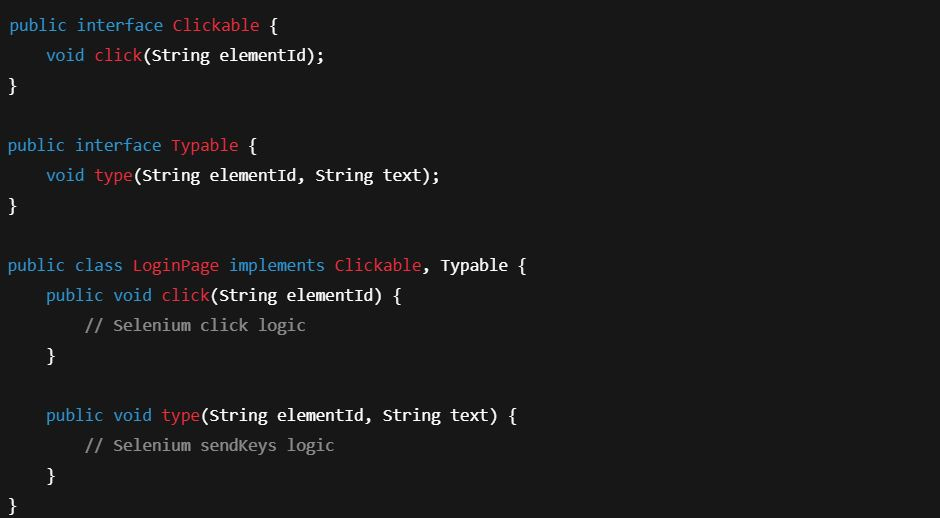 public interface Clickable {
    void click(String elementId);
}

public interface Typable {
    void type(String elementId, String text);
}

public class LoginPage implements Clickable, Typable {
    public void click(String elementId) {
        // Selenium click logic
    }

    public void type(String elementId, String text) {
        // Selenium sendKeys logic
    }
}